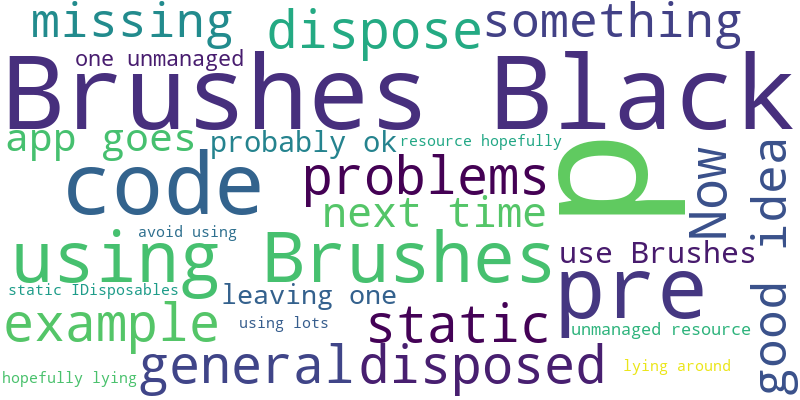 missing
dispose
something
one unmanaged
Brushes Black
app goes
probably ok
resource hopefully
p
code
problems
Now
good idea
next time
avoid using
using Brushes
use Brushes
pre
static IDisposables
leaving one
example
using lots
static
unmanaged resource
general
disposed
lying around
hopefully lying